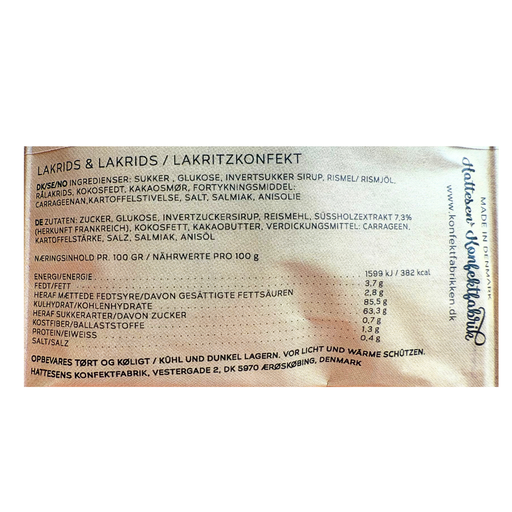 LAKRIDS & LAKRIDS / LAKRITZKONFEKT
DK/SE/NO INGREDIENSER: SUKKER , GLUKOSE, INVERTSUKKER SIRUP, RISMEL/ RISMJÖL,
RÅLAKRIDS, KOKOSFEDT, KAKAOSMØR, FORTYKNINGSMIDDEL:
CARRAGEENAN,KARTOFFELSTIVELSE, SALT, SALMIAK, ANISOLIE
DE ZUTATEN: ZUCKER, GLUKOSE, INVERTZUCKERSIRUP, REISMEHL, SÜSSHOLZEXTRAKT 7,3%
(HERKUNFT FRANKREICH), KOKOSFETT, KAKAOBUTTER, VERDICKUNGSMITTEL: CARRAGEEN,
KARTOFFELSTÄRKE, SALZ, SALMIAK, ANISÖL
NÆRINGSINHOLD PR. 100 GR / NÄHRWERTE PRO 100 g
ENERGI/ENERGIE 1599 kJ / 382 kcal
FEDT/FETT 3,7 g
HERAF MÆTTEDE FEDTSYRE/DAVON GESÄTTIGTE FETTSÄUREN 2,8 g
KULHYDRAT/KOHLENHYDRATE 85,5g
HERAF SUKKERARTER/DAVON ZUCKER 63,3 g
KOSTFIBER/BALLASTSTOFFE 0,7 g
PROTEIN/EIWEISS 1,3 g
SALT/SALZ 0,4 g
OPBEVARES TØRT OG KØLIGT / KÜHL UND DUNKEL LAGERN. VOR LICHT UND WÄRME SCHÜTZEN.
HATTESENS KONFEKTFABRIK, VESTERGADE 2, DK 5970 ÆRØSKØBING, DENMARK
MADE IN DENMARK
Hattesens Konfektfabrik
www.konfektfabrikken.dk